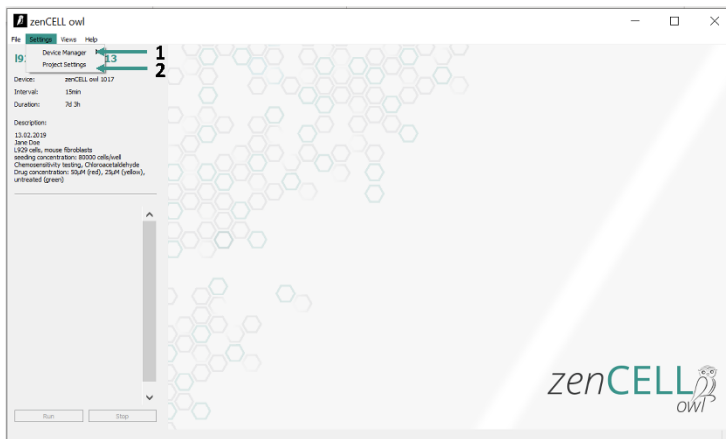 zenCELL owl
File Settings Views Help
Device Manager 1
Project Settings 2
l92 13
Device: zenCELL owl 1017
Interval: 15min
Duration: 7d 3h
Description:
13.02.2019
Jane Doe
L929 cells, mouse fibroblasts
seeding concentration: 80000 cells/well
Chemosensitivity testing, Chloroacetaldehyde
Drug concentration: 50µM (red), 25µM (yellow),
untreated (green)
Run Stop
zenCELL
owl